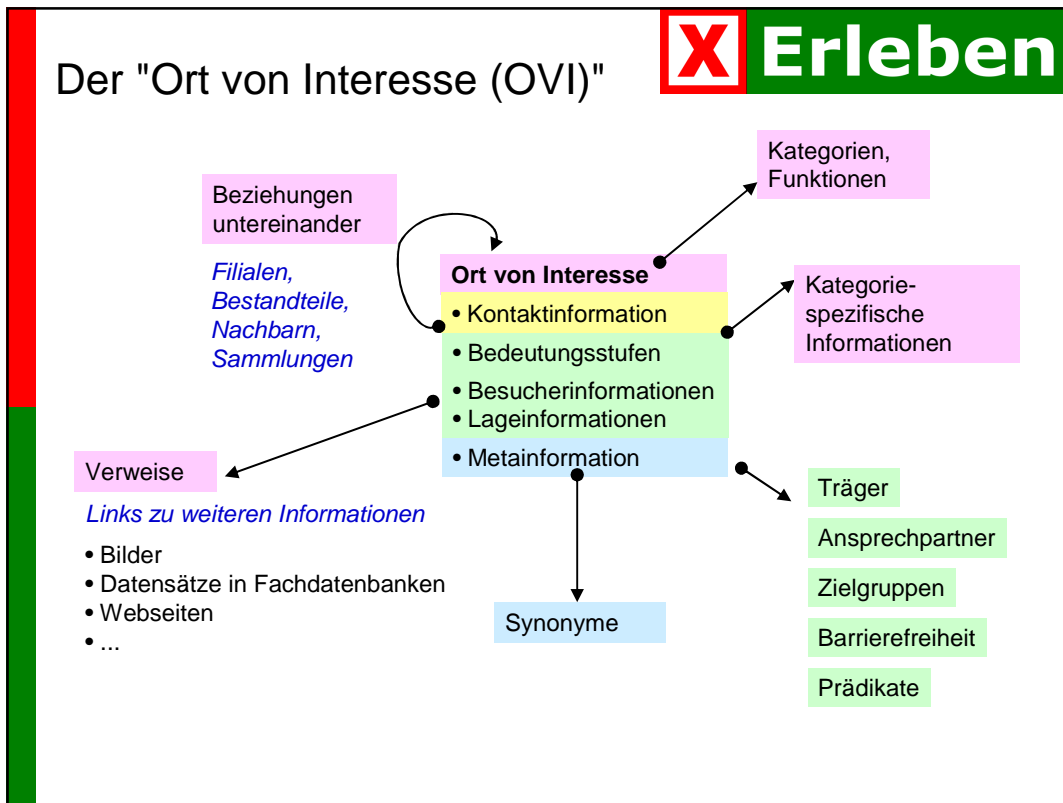 Der "Ort von Interesse (OVI)"
X Erleben
Kategorien,
Funktionen
Beziehungen
untereinander
Filialen,
Bestandteile,
Nachbarn,
Sammlungen
Ort von Interesse
• Kontaktinformation
• Bedeutungsstufen
• Besucherinformationen
• Lageinformationen
• Metainformation
Kategorie-
spezifische
Informationen
Verweise
Links zu weiteren Informationen
• Bilder
• Datensätze in Fachdatenbanken
• Webseiten
• ...
Synonyme
Träger
Ansprechpartner
Zielgruppen
Barrierefreiheit
Prädikate